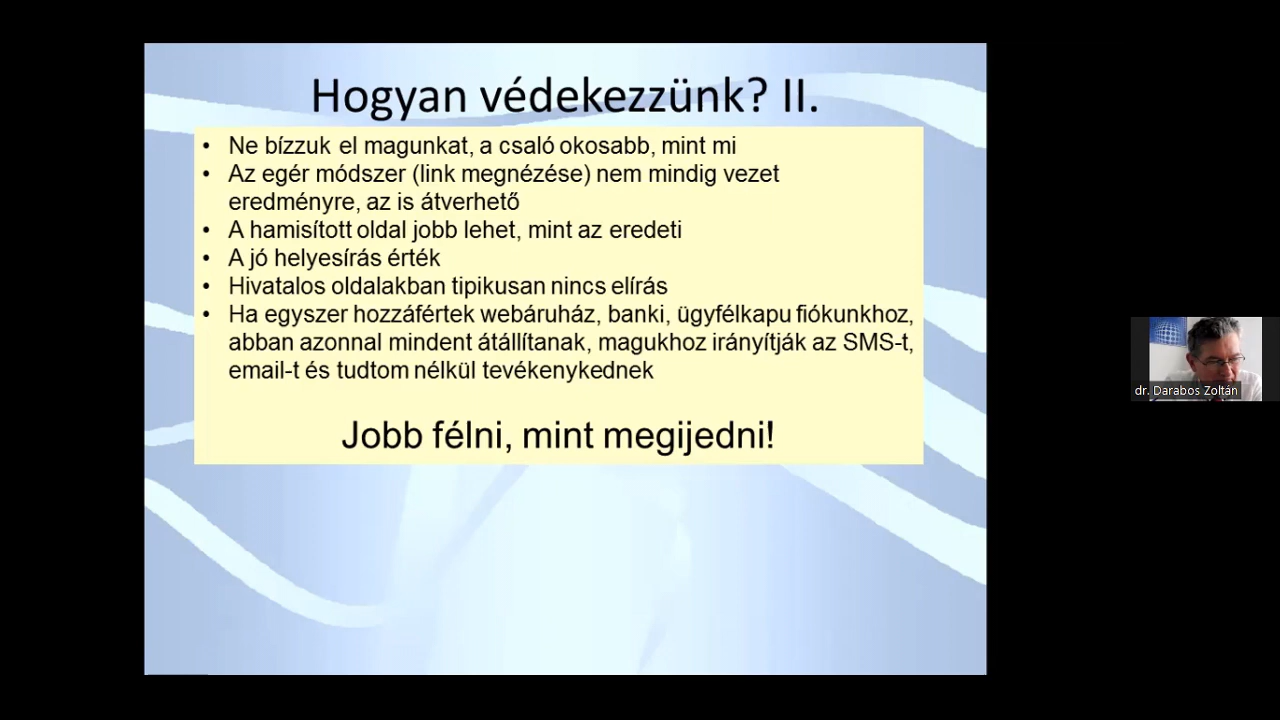 Hogyan védekezzünk? II.
• Ne bízzuk el magunkat, a csaló okosabb, mint mi
• Az egér módszer (link megnézése) nem mindig vezet
eredményre, az is átverhető
• A hamisított oldal jobb lehet, mint az eredeti
• A jó helyesírás érték
• Hivatalos oldalakban tipikusan nincs elírás
• Ha egyszer hozzáfértek webáruház, banki, ügyfélkapu fiókunkhoz,
abban azonnal mindent átállítanak, magukhoz irányítják az SMS-t,
email-t és tudtom nélkül tevékenykednek
Jobb félni, mint megijedni!
dr. Darabos Zoltán